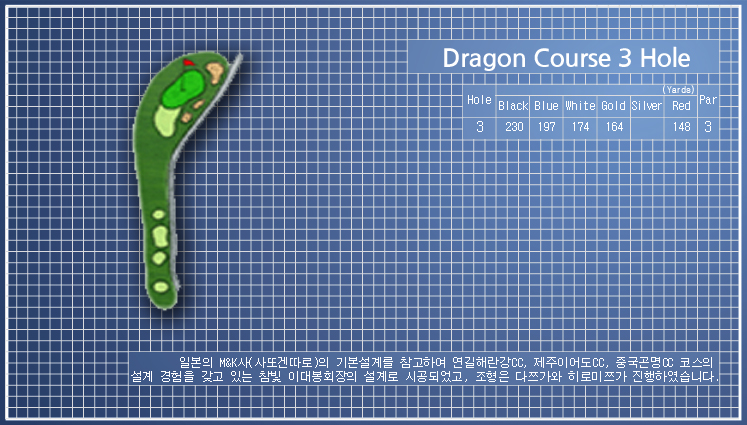 Dragon Course 3 Hole
(Yards)
Hole Black Blue White Gold Silver Red Par
3 230 197 174 164 148 3
일본의 M&K사(사또겐따로)의 기본설계를 참고하여 연길해란강CC, 제주이어도CC, 중국곤명CC 코스의
설계 경험을 갖고 있는 참빛 이대봉회장의 설계로 시공되었고, 조형은 다쯔가와 히로미쯔가 진행하였습니다.